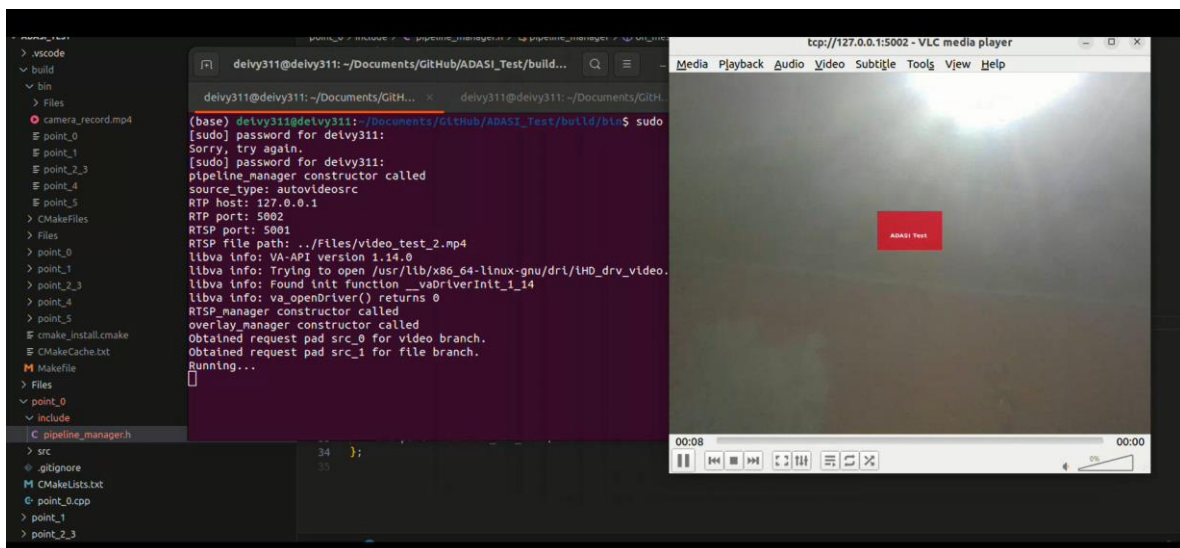 > .vscode
∨ build
∨ bin
> Files
camera_record.mp4
point_0
point_1
point_2_3
point_4
point_5
> CMakeFiles
> Files
> point_0
> point_1
> point_2_3
> point_4
> point_5
cmake_install.cmake
CMakeCache.txt
M Makefile
> Files
∨ point_0
∨ include
C pipeline_manager.h
> src
.gitignore
M CMakeLists.txt
point_0.cpp
> point_1
> point_2_3
deivy311@deivy311: ~/Documents/GitHub/ADASI_Test/build...
deivy311@deivy311: ~/Documents/GitH... × deivy311@deivy311: ~/Documents/GitH
(base) deivy311@deivy311:~/Documents/GitHub/ADASI_Test/build/bin$ sudo
[sudo] password for deivy311:
Sorry, try again.
[sudo] password for deivy311:
pipeline_manager constructor called
source_type: autovideosrc
RTP host: 127.0.0.1
RTP port: 5002
RTSP port: 5001
RTSP file path: ../Files/video_test_2.mp4
libva info: VA-API version 1.14.0
libva info: Trying to open /usr/lib/x86_64-linux-gnu/dri/iHD_drv_video.
libva info: Found init function __vaDriverInit_1_14
libva info: va_openDriver() returns 0
RTSP_manager constructor called
overlay_manager constructor called
Obtained request pad src_0 for video branch.
Obtained request pad src_1 for file branch.
Running...
34 };
35
tcp://127.0.0.1:5002 - VLC media player
Media Playback Audio Video Subtitle Tools View Help
ADASI Test
00:08 00:00
0%